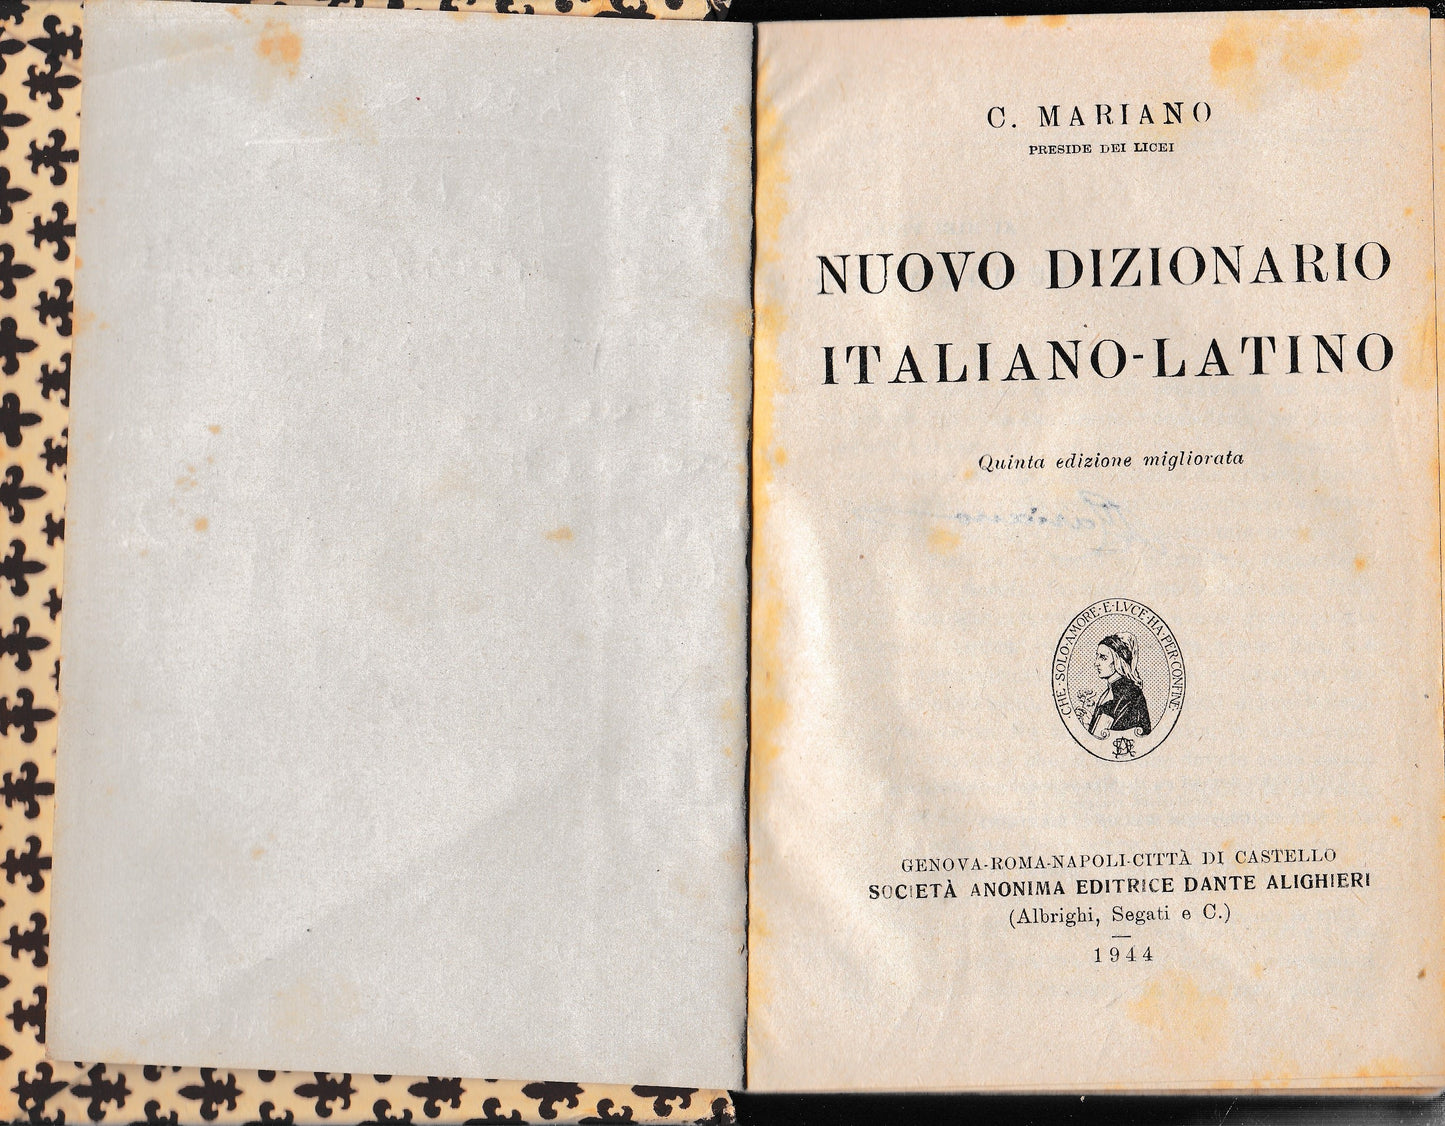 C. MARIANO
PRESIDE DEI LICEI
NUOVO DIZIONARIO
ITALIANO-LATINO
Quinta edizione migliorata
·CHE·SOLO·AMORE·E·LVCE·HA·PER·CONFINE·
GENOVA-ROMA-NAPOLI-CITTÀ DI CASTELLO
SOCIETÀ ANONIMA EDITRICE DANTE ALIGHIERI
(Albrighi, Segati e C.)
1944